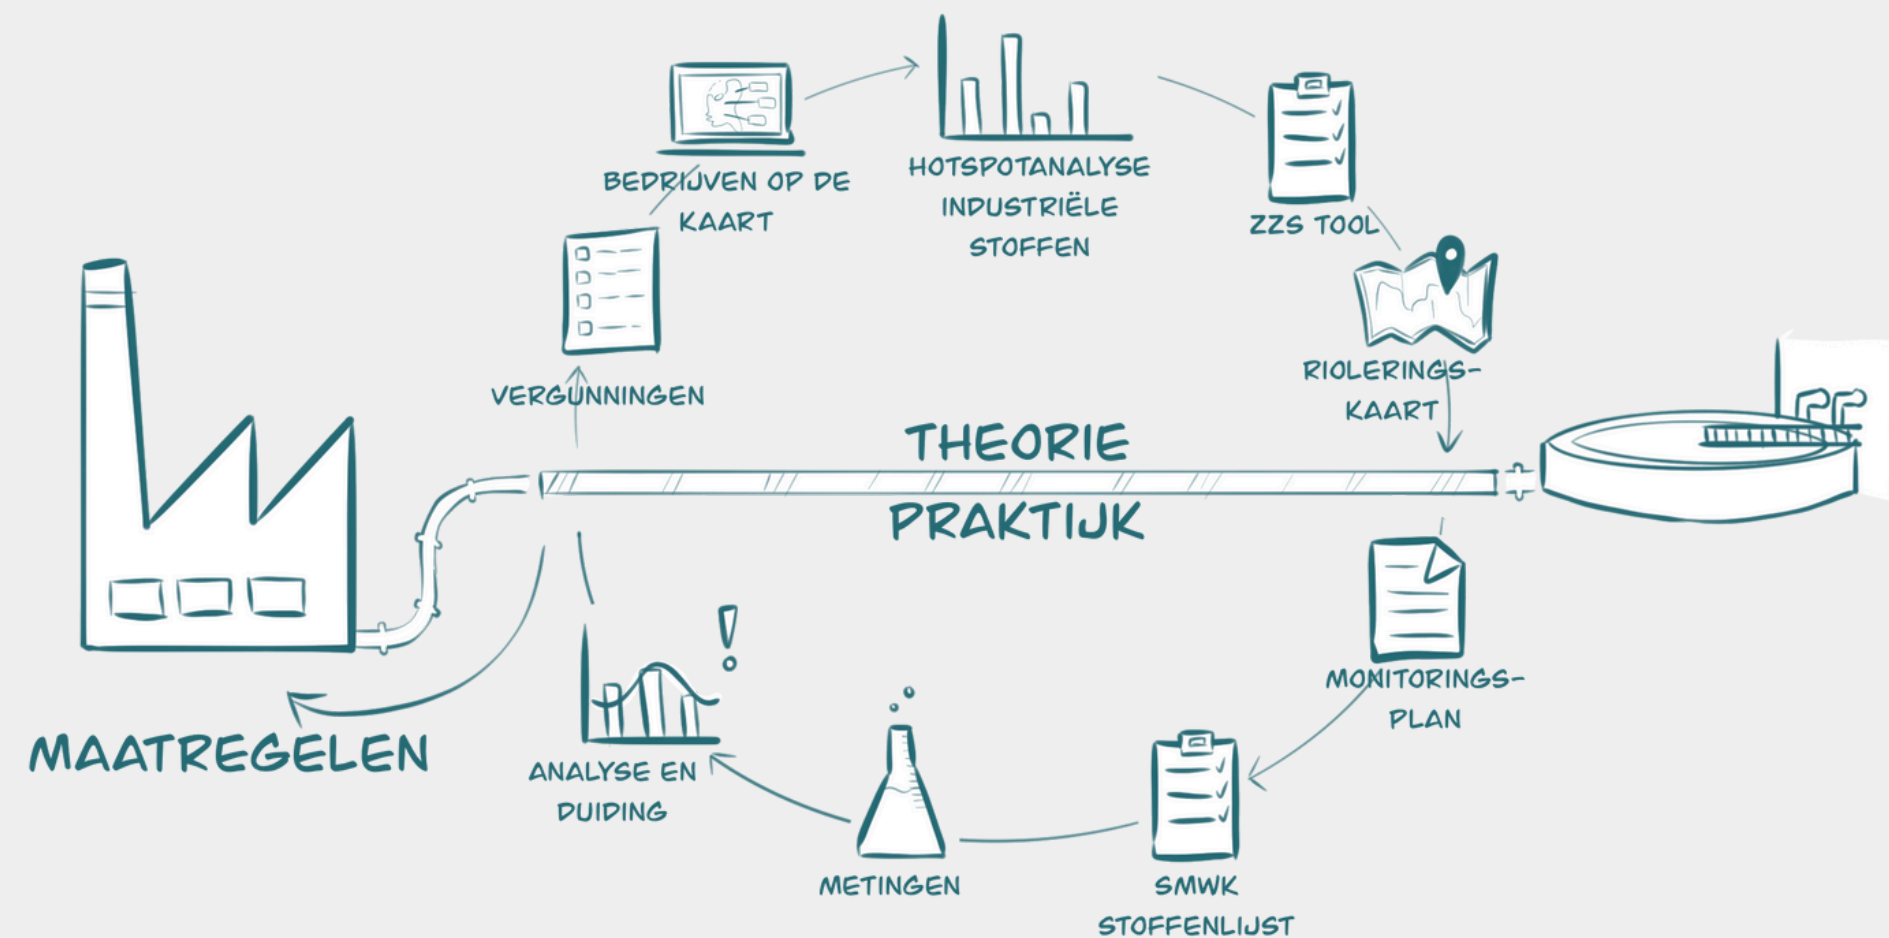 BEDRIJVEN OP DE
KAART
HOTSPOTANALYSE
INDUSTRIËLE
STOFFEN
ZZS TOOL
VERGUNNINGEN
RIOLERINGS-
KAART
THEORIE
PRAKTIJK
MONITORINGS-
PLAN
MAATREGELEN
ANALYSE EN
DUIDING
METINGEN
SMWK
STOFFENLIJST